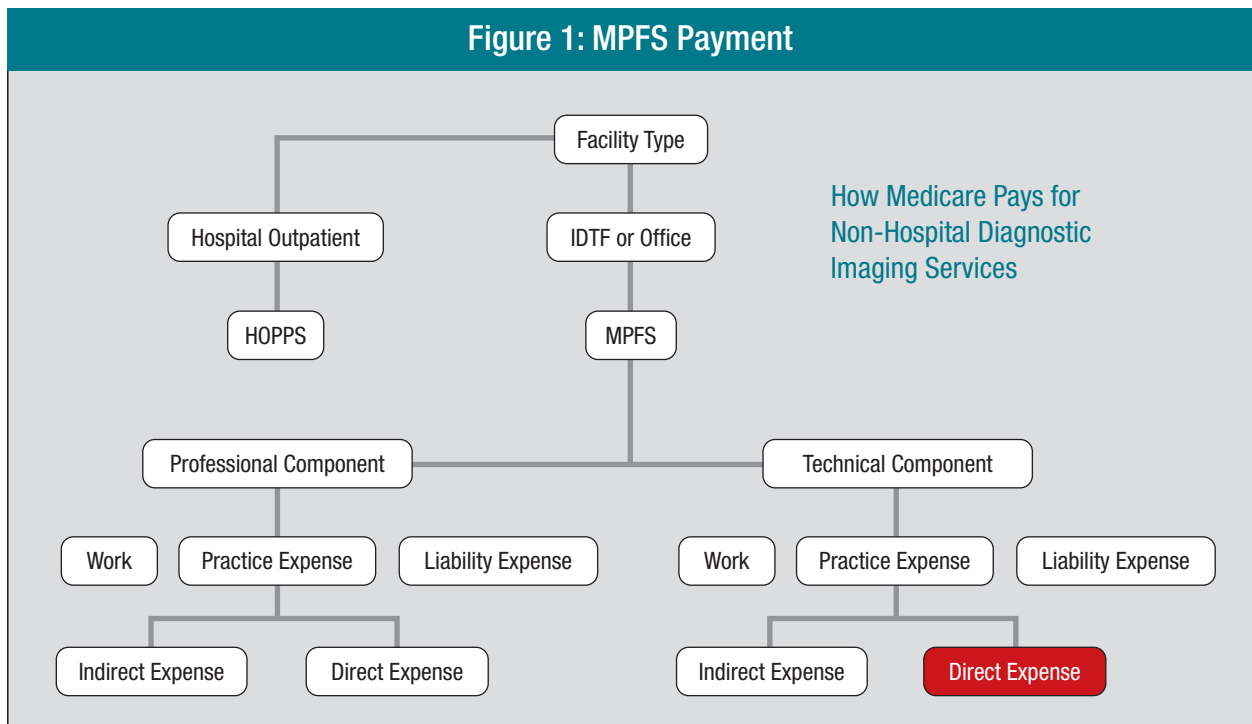 Figure 1: MPFS Payment
Facility Type
How Medicare Pays for
Non-Hospital Diagnostic
Imaging Services
Hospital Outpatient
IDTF or Office
HOPPS
MPFS
Professional Component
Technical Component
Work
Practice Expense
Liability Expense
Work
Practice Expense
Liability Expense
Indirect Expense
Direct Expense
Indirect Expense
Direct Expense